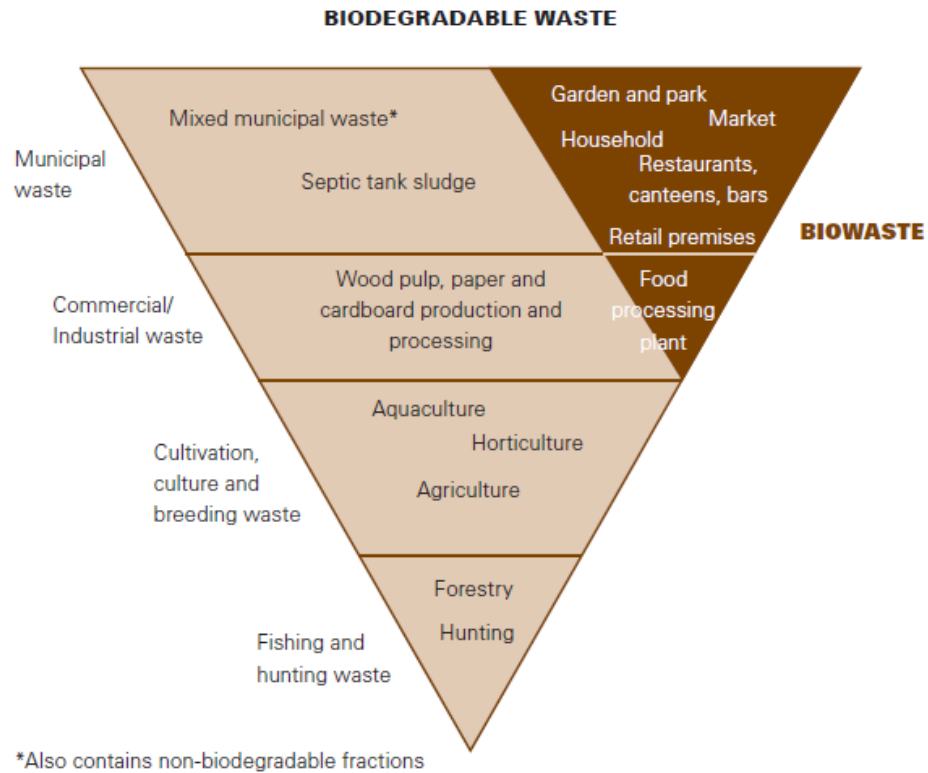 BIODEGRADABLE WASTE
Garden and park
Mixed municipal waste*
Market
Household
Municipal
waste
Restaurants,
canteens, bars
Septic tank sludge
Retail premises
BIOWASTE
Commercial/
Industrial waste
Wood pulp, paper and
cardboard production and
processing
Food
processing
plant
Cultivation,
culture and
breeding waste
Aquaculture
Horticulture
Agriculture
Fishing and
hunting waste
Forestry
Hunting
*Also contains non-biodegradable fractions